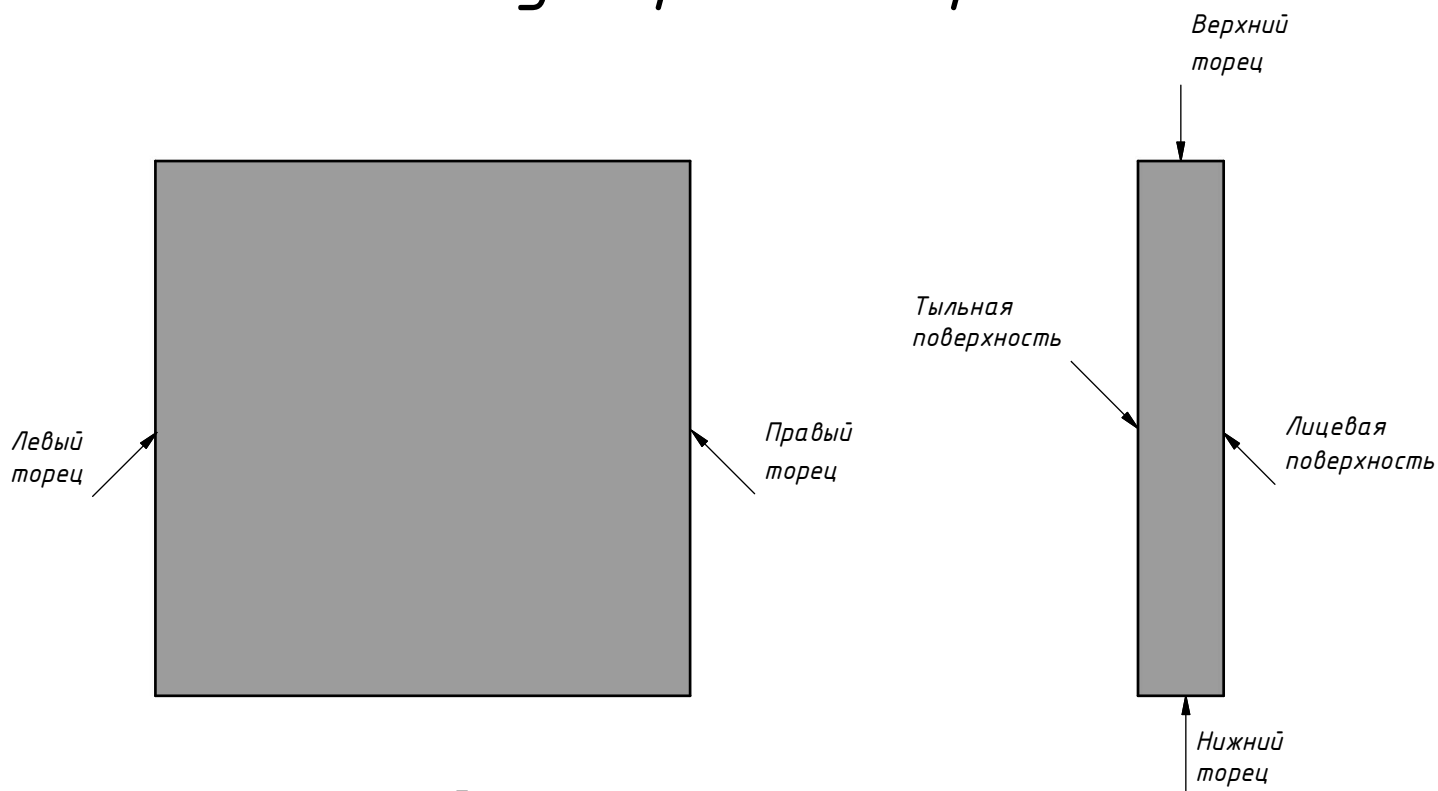 Верхний
торец
Тыльная
поверхность
Левый
торец
Правый
торец
Лицевая
поверхность
Нижний
торец